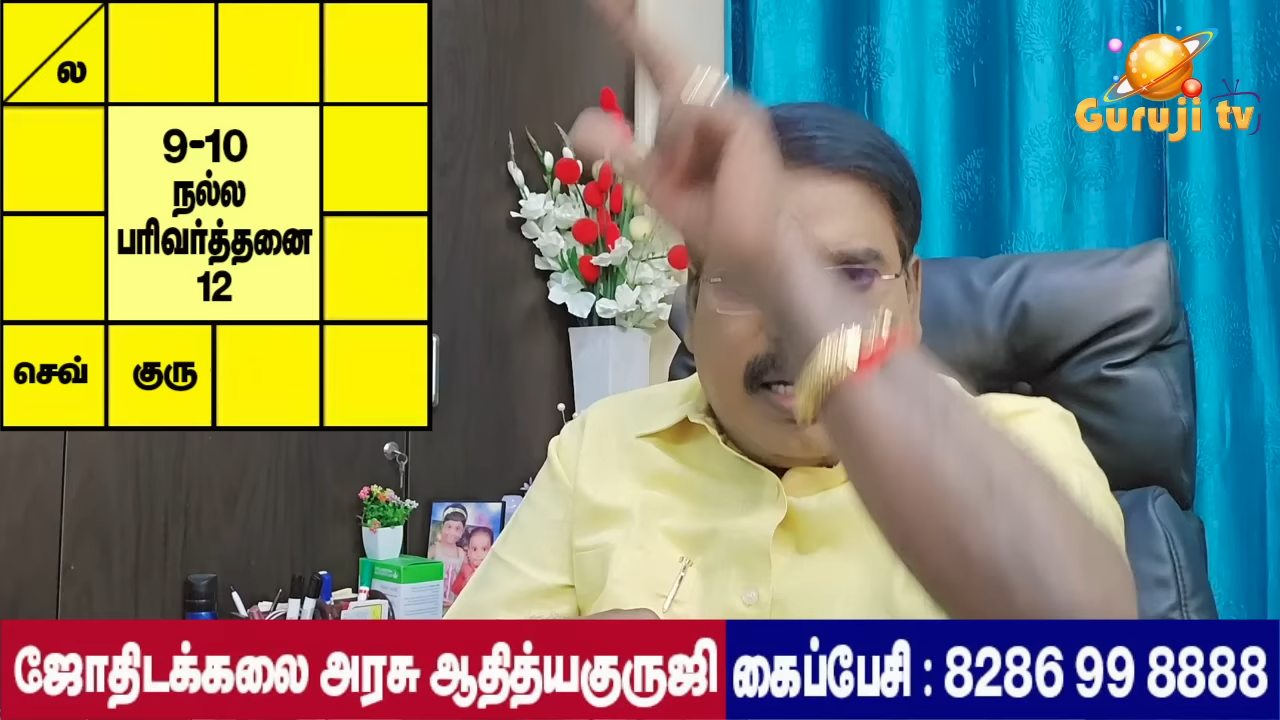 ல
9-10
நல்ல
பரிவர்த்தனை
12
செவ்
குரு
Guruji tv
ஜோதிடக்கலை அரசு ஆதித்யகுருஜி
கைப்பேசி : 8286 99 8888